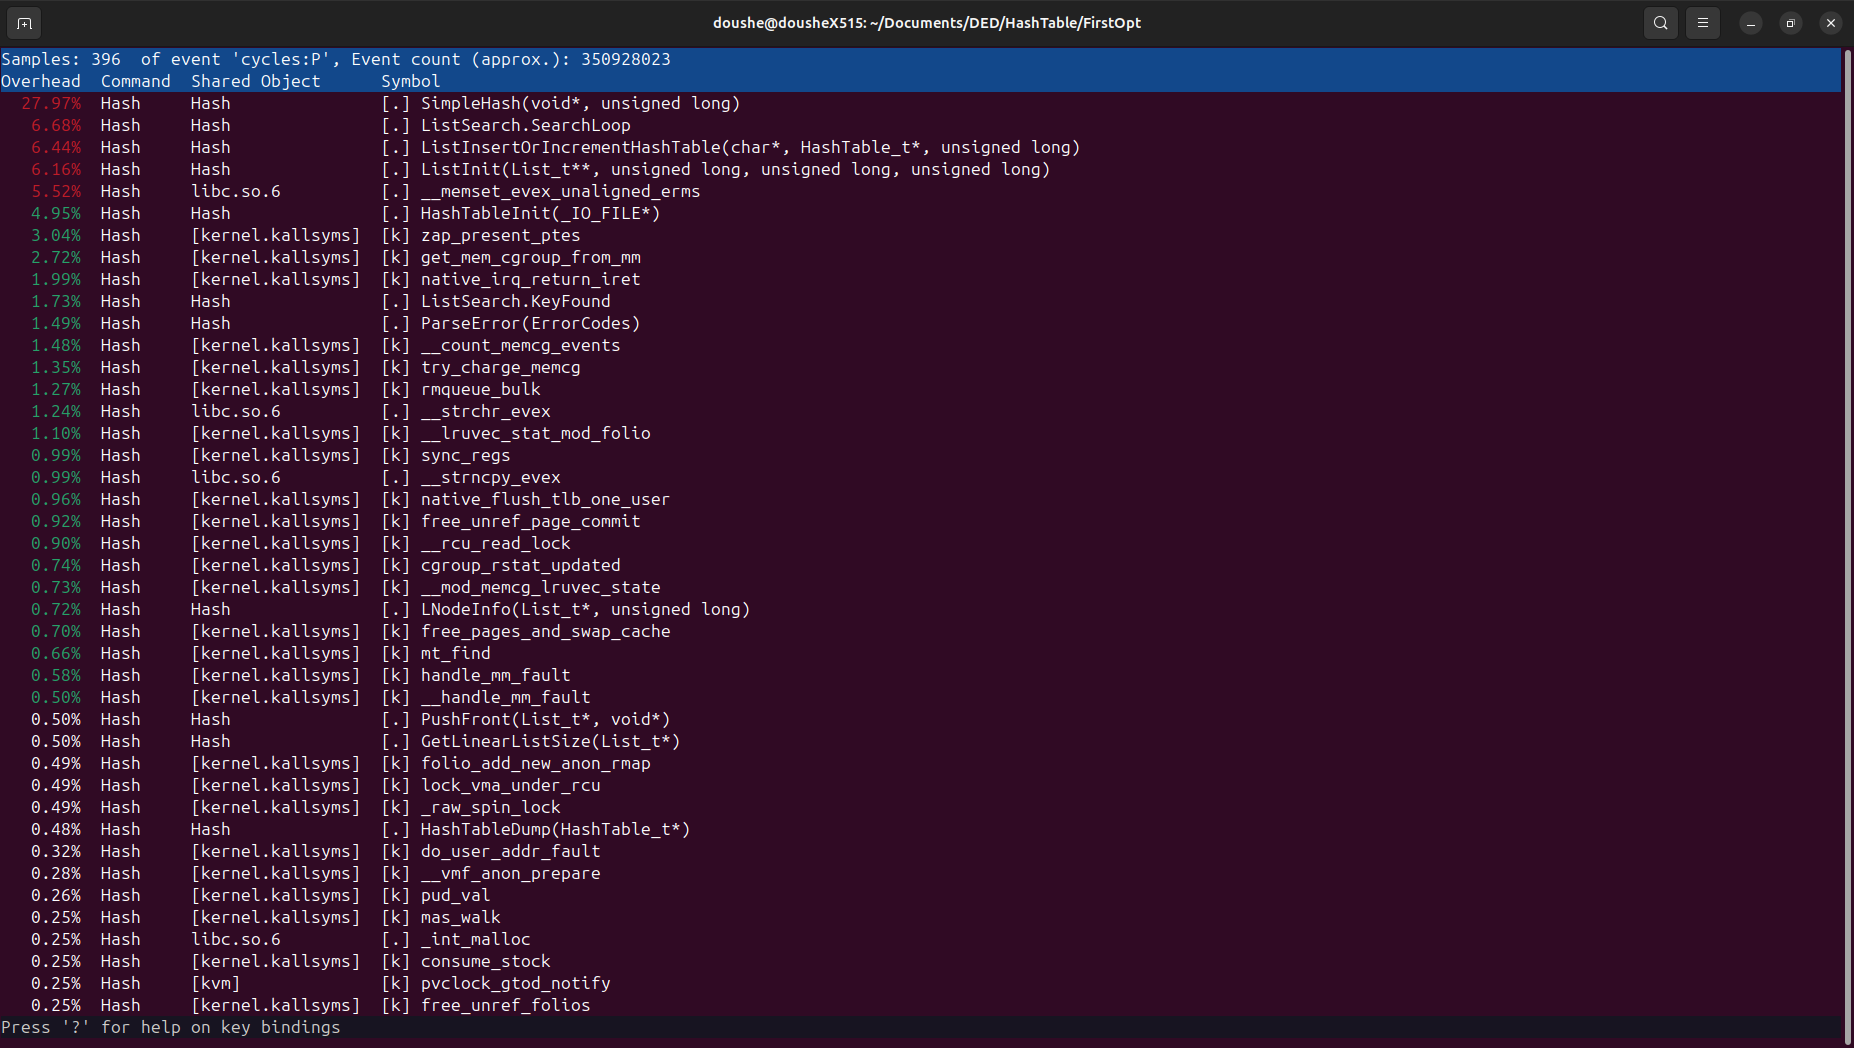 doushe@dousheX515: ~/Documents/DED/HashTable/FirstOpt
Samples: 396  of event 'cycles:P', Event count (approx.): 350928023
Overhead  Command  Shared Object      Symbol
27.97%  Hash     Hash               [.] SimpleHash(void*, unsigned long)
6.68%  Hash     Hash               [.] ListSearch.SearchLoop
6.44%  Hash     Hash               [.] ListInsertOrIncrementHashTable(char*, HashTable_t*, unsigned long)
6.16%  Hash     Hash               [.] ListInit(List_t**, unsigned long, unsigned long, unsigned long)
5.52%  Hash     libc.so.6          [.] __memset_evex_unaligned_erms
4.95%  Hash     Hash               [.] HashTableInit(_IO_FILE*)
3.04%  Hash     [kernel.kallsyms]  [k] zap_present_ptes
2.72%  Hash     [kernel.kallsyms]  [k] get_mem_cgroup_from_mm
1.99%  Hash     [kernel.kallsyms]  [k] native_irq_return_iret
1.73%  Hash     Hash               [.] ListSearch.KeyFound
1.49%  Hash     Hash               [.] ParseError(ErrorCodes)
1.48%  Hash     [kernel.kallsyms]  [k] __count_memcg_events
1.35%  Hash     [kernel.kallsyms]  [k] try_charge_memcg
1.27%  Hash     [kernel.kallsyms]  [k] rmqueue_bulk
1.24%  Hash     libc.so.6          [.] __strchr_evex
1.10%  Hash     [kernel.kallsyms]  [k] __lruvec_stat_mod_folio
0.99%  Hash     [kernel.kallsyms]  [k] sync_regs
0.99%  Hash     libc.so.6          [.] __strncpy_evex
0.96%  Hash     [kernel.kallsyms]  [k] native_flush_tlb_one_user
0.92%  Hash     [kernel.kallsyms]  [k] free_unref_page_commit
0.90%  Hash     [kernel.kallsyms]  [k] __rcu_read_lock
0.74%  Hash     [kernel.kallsyms]  [k] cgroup_rstat_updated
0.73%  Hash     [kernel.kallsyms]  [k] __mod_memcg_lruvec_state
0.72%  Hash     Hash               [.] LNodeInfo(List_t*, unsigned long)
0.70%  Hash     [kernel.kallsyms]  [k] free_pages_and_swap_cache
0.66%  Hash     [kernel.kallsyms]  [k] mt_find
0.58%  Hash     [kernel.kallsyms]  [k] handle_mm_fault
0.50%  Hash     [kernel.kallsyms]  [k] __handle_mm_fault
0.50%  Hash     Hash               [.] PushFront(List_t*, void*)
0.50%  Hash     Hash               [.] GetLinearListSize(List_t*)
0.49%  Hash     [kernel.kallsyms]  [k] folio_add_new_anon_rmap
0.49%  Hash     [kernel.kallsyms]  [k] lock_vma_under_rcu
0.49%  Hash     [kernel.kallsyms]  [k] _raw_spin_lock
0.48%  Hash     Hash               [.] HashTableDump(HashTable_t*)
0.32%  Hash     [kernel.kallsyms]  [k] do_user_addr_fault
0.28%  Hash     [kernel.kallsyms]  [k] __vmf_anon_prepare
0.26%  Hash     [kernel.kallsyms]  [k] pud_val
0.25%  Hash     [kernel.kallsyms]  [k] mas_walk
0.25%  Hash     libc.so.6          [.] _int_malloc
0.25%  Hash     [kernel.kallsyms]  [k] consume_stock
0.25%  Hash     [kvm]              [k] pvclock_gtod_notify
0.25%  Hash     [kernel.kallsyms]  [k] free_unref_folios
Press '?' for help on key bindings